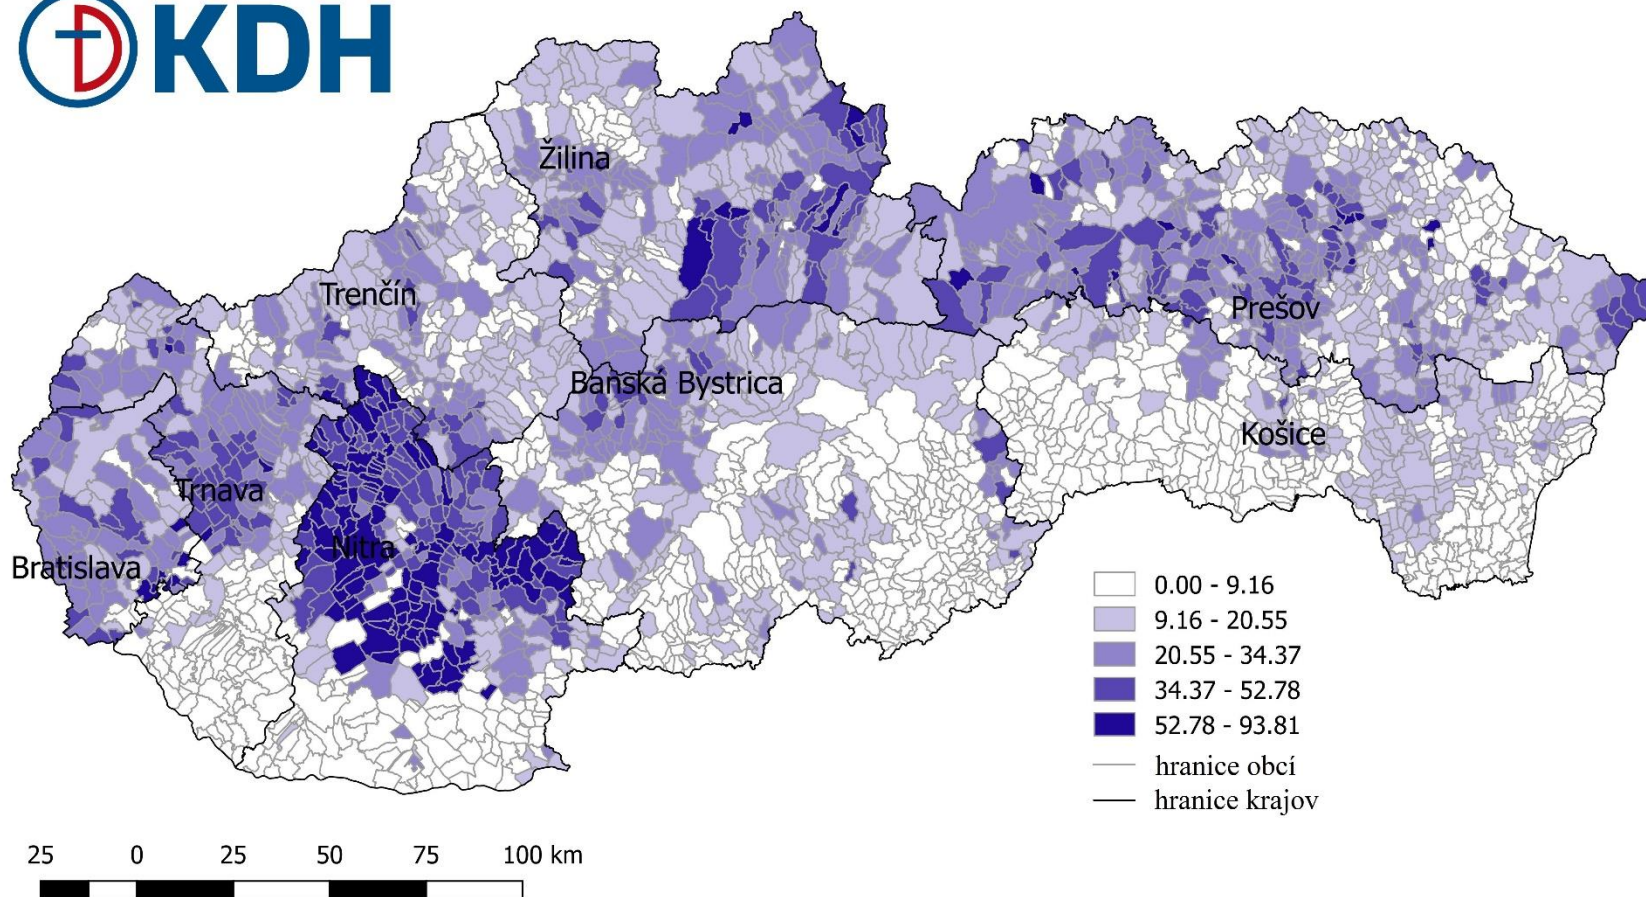 KDH
Žilina
Trenčín
Prešov
Banská Bystrica
Košice
Trnava
Nitra
Bratislava
0.00 - 9.16
9.16 - 20.55
20.55 - 34.37
34.37 - 52.78
52.78 - 93.81
hranice obcí
hranice krajov
25 0 25 50 75 100 km